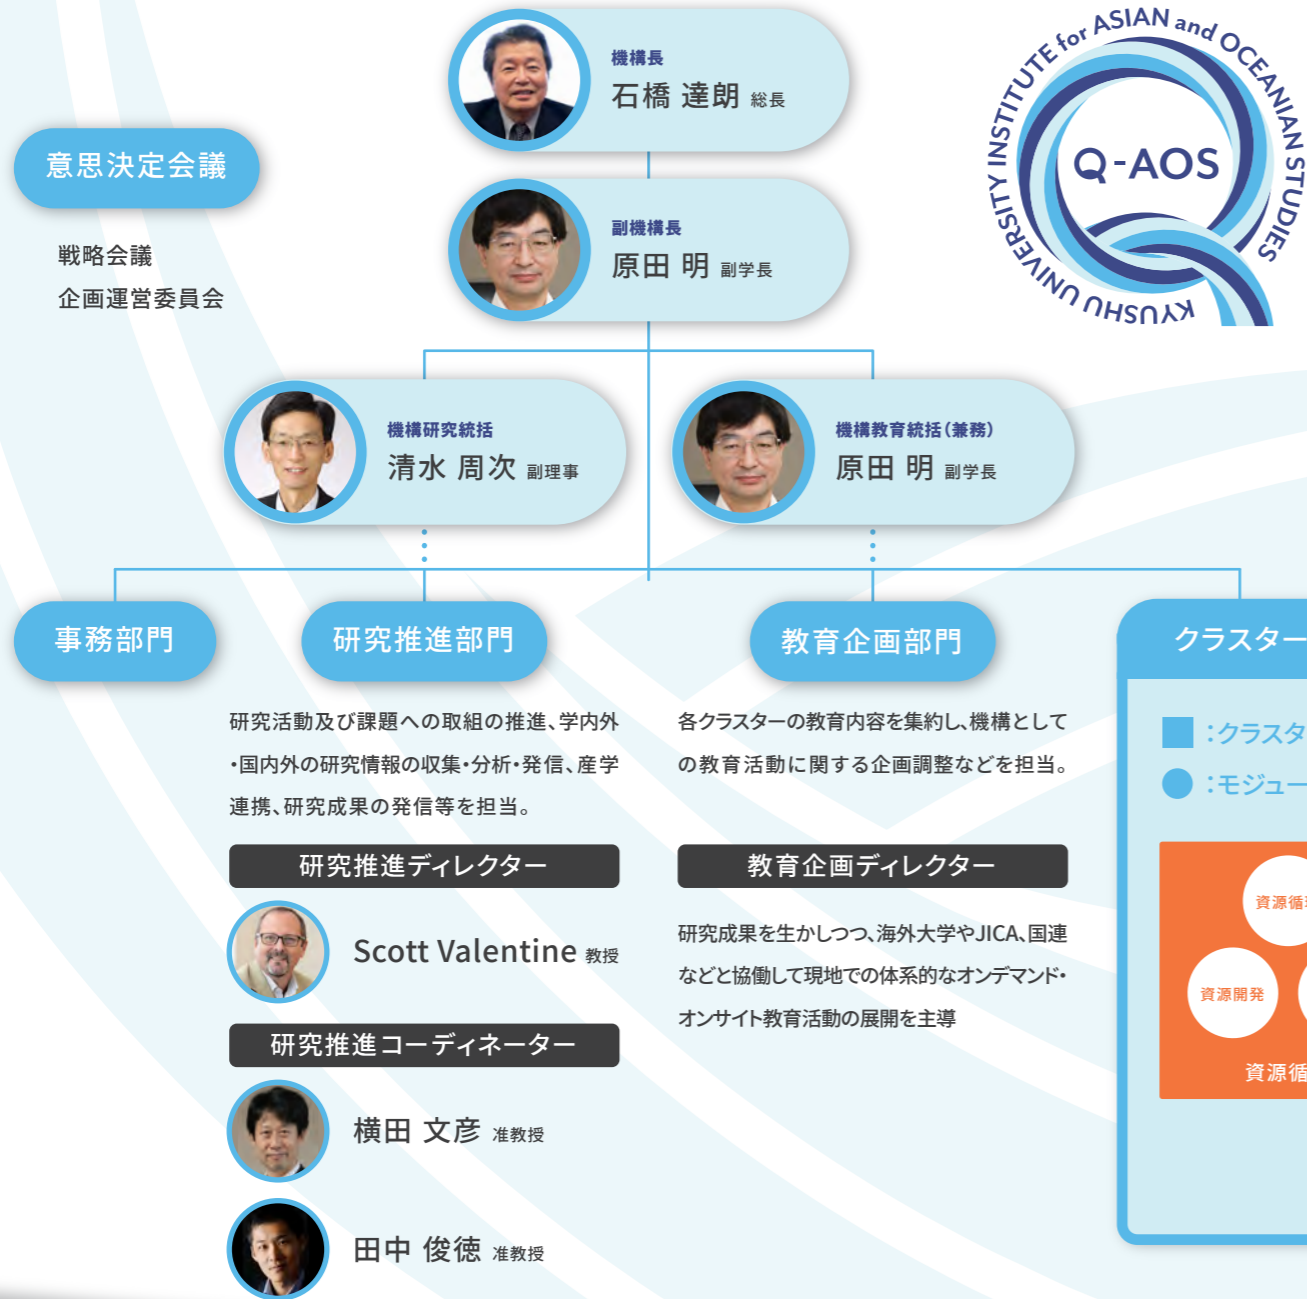 機構長
石橋 達朗 総長
KYUSHU UNIVERSITY INSTITUTE for ASIAN and OCEANIAN STUDIES
Q-AOS
意思決定会議
戦略会議
企画運営委員会
副機構長
原田 明 副学長
機構研究統括
清水 周次 副理事
機構教育統括(兼務)
原田 明 副学長
事務部門
研究推進部門
研究活動及び課題への取組の推進、学内外
・国内外の研究情報の収集・分析・発信、産学
連携、研究成果の発信等を担当。
研究推進ディレクター
Scott Valentine 教授
研究推進コーディネーター
横田 文彦 准教授
田中 俊徳 准教授
教育企画部門
各クラスターの教育内容を集約し、機構として
の教育活動に関する企画調整などを担当。
教育企画ディレクター
研究成果を生かしつつ、海外大学やJICA、国連
などと協働して現地での体系的なオンデマンド・
オンサイト教育活動の展開を主導
クラスター
：クラスタ
：モジュー
資源循
資源開発
資源循